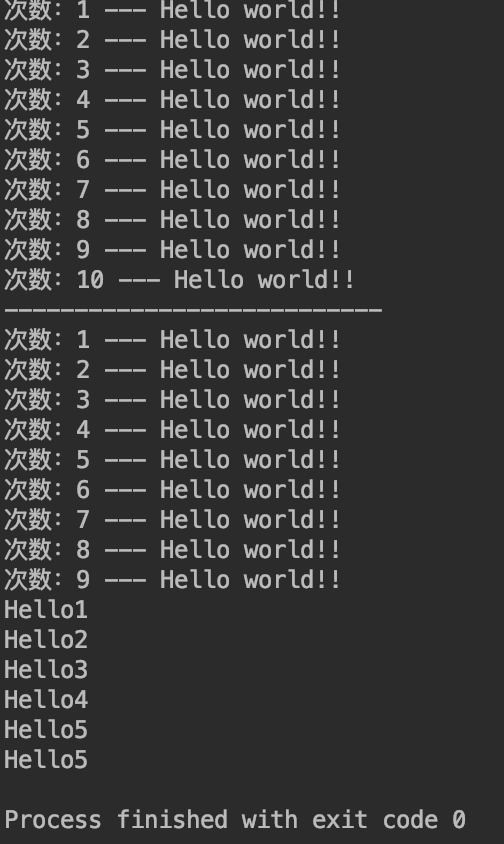 次数: 1 --- Hello world!!
次数: 2 --- Hello world!!
次数: 3 --- Hello world!!
次数: 4 --- Hello world!!
次数: 5 --- Hello world!!
次数: 6 --- Hello world!!
次数: 7 --- Hello world!!
次数: 8 --- Hello world!!
次数: 9 --- Hello world!!
次数: 10 --- Hello world!!
---------------------------
次数: 1 --- Hello world!!
次数: 2 --- Hello world!!
次数: 3 --- Hello world!!
次数: 4 --- Hello world!!
次数: 5 --- Hello world!!
次数: 6 --- Hello world!!
次数: 7 --- Hello world!!
次数: 8 --- Hello world!!
次数: 9 --- Hello world!!
Hello1
Hello2
Hello3
Hello4
Hello5
Hello5
Process finished with exit code 0